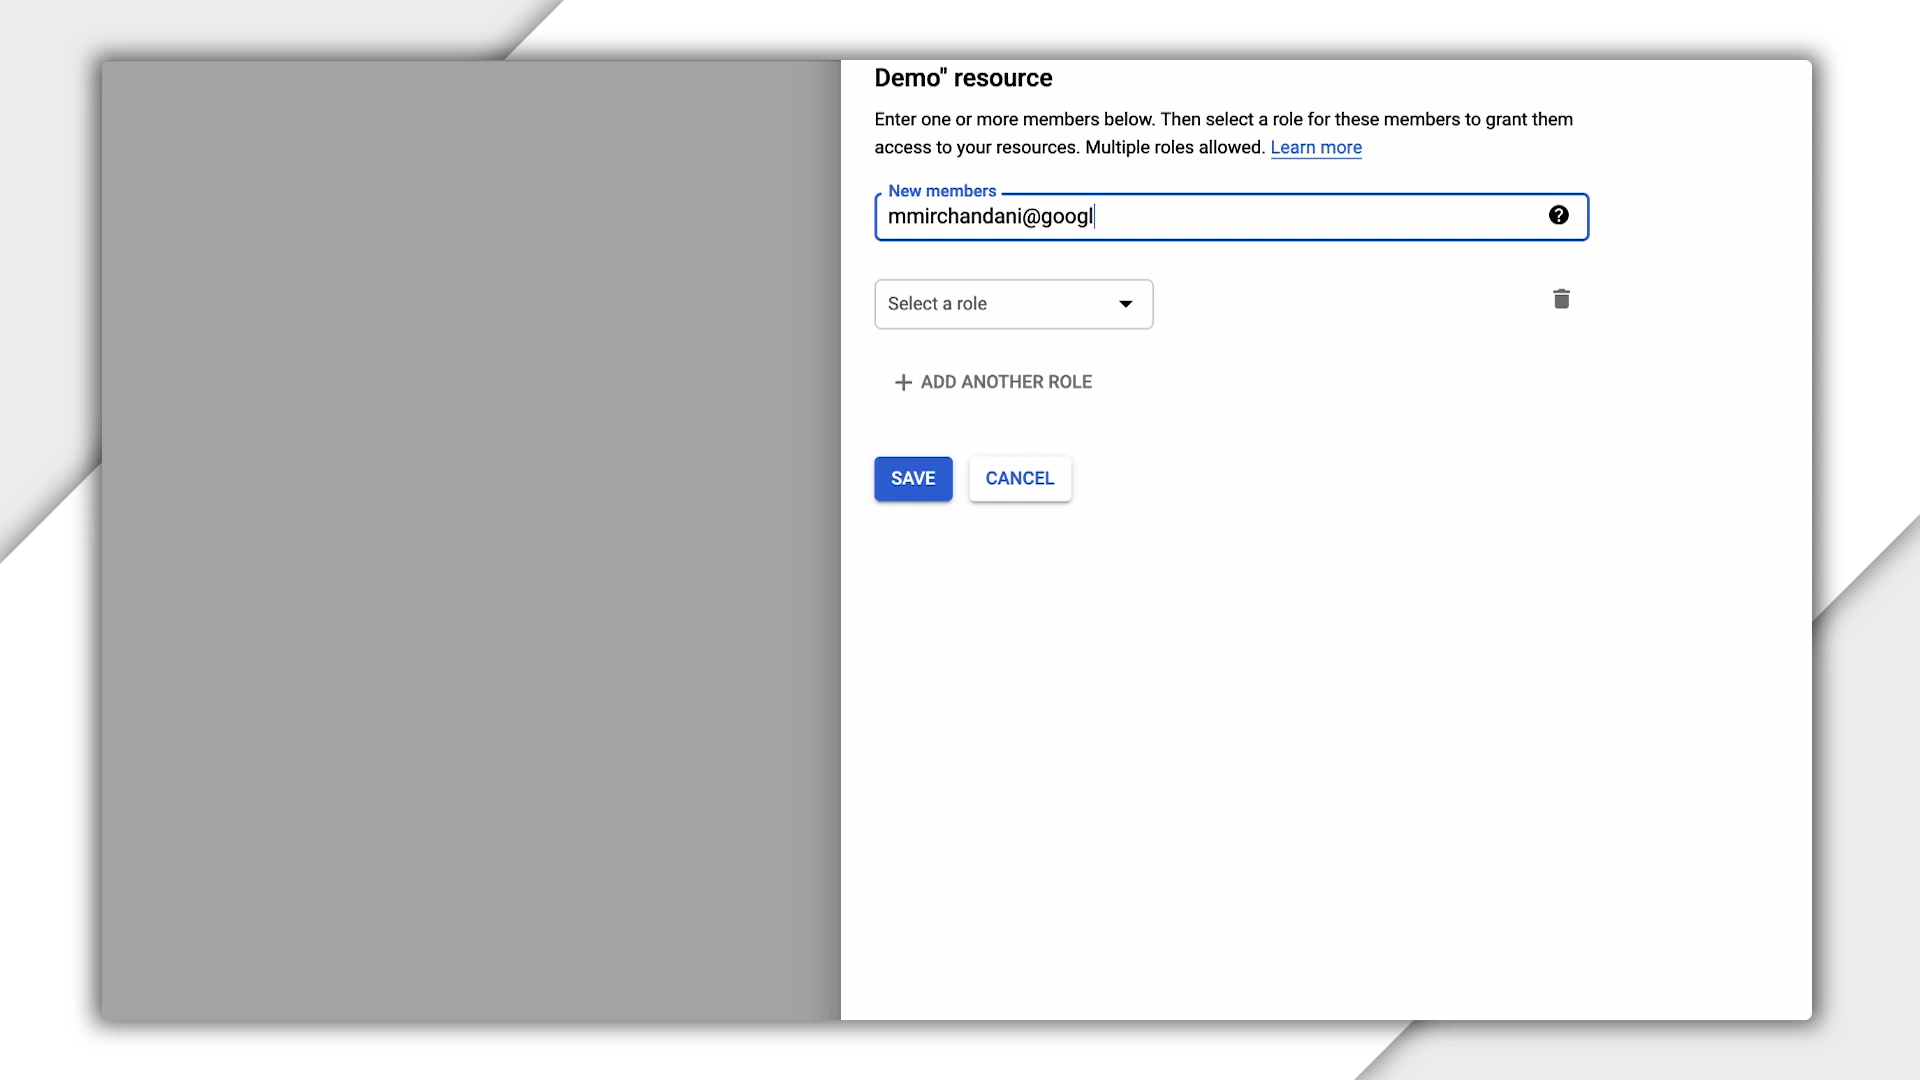 Demo" resource
Enter one or more members below. Then select a role for these members to grant them
access to your resources. Multiple roles allowed. Learn more
New members
mmirchandani@googl
Select a role
ADD ANOTHER ROLE
SAVE
CANCEL